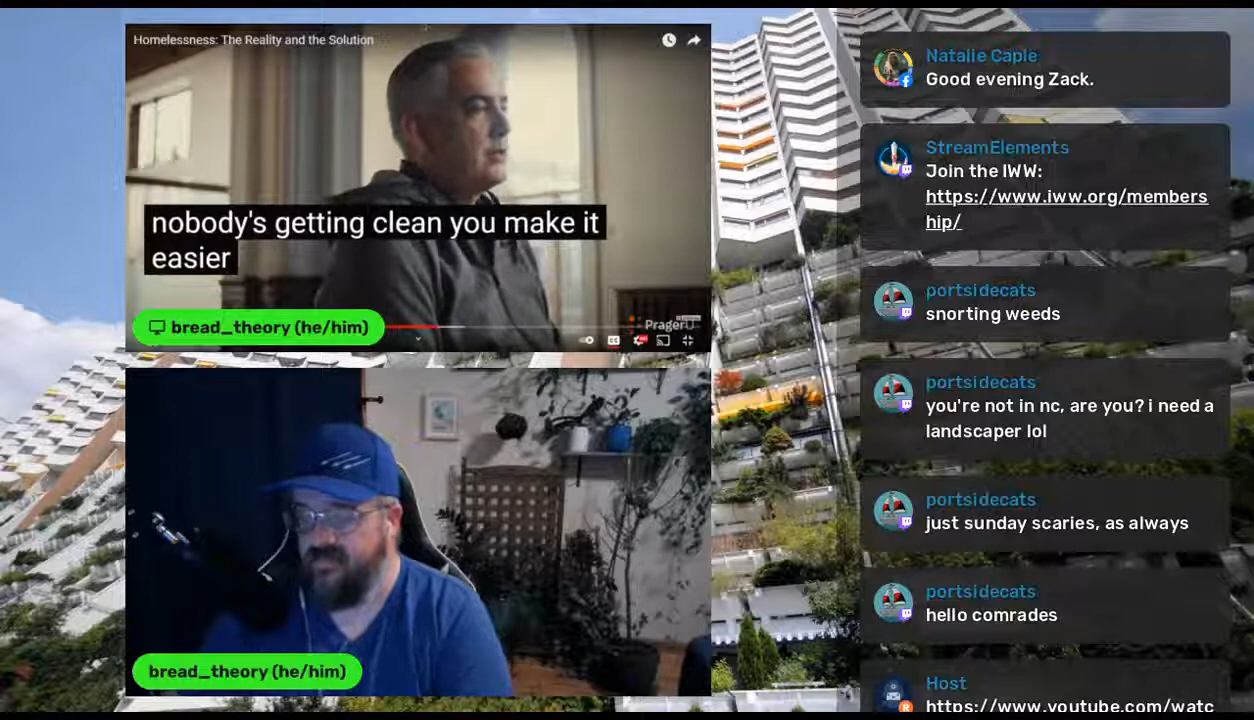 Homelessness: The Reality and the Solution
nobody's getting clean you make it
easier
bread_theory (he/him)
PragerU
bread_theory (he/him)
Natalie Caple
Good evening Zack.
StreamElements
Join the IWW:
https://www.iww.org/members
hip/
portsidecats
snorting weeds
portsidecats
you're not in nc, are you? i need a
landscaper lol
portsidecats
just sunday scaries, as always
portsidecats
hello comrades
Host
https://www.youtube.com/watc